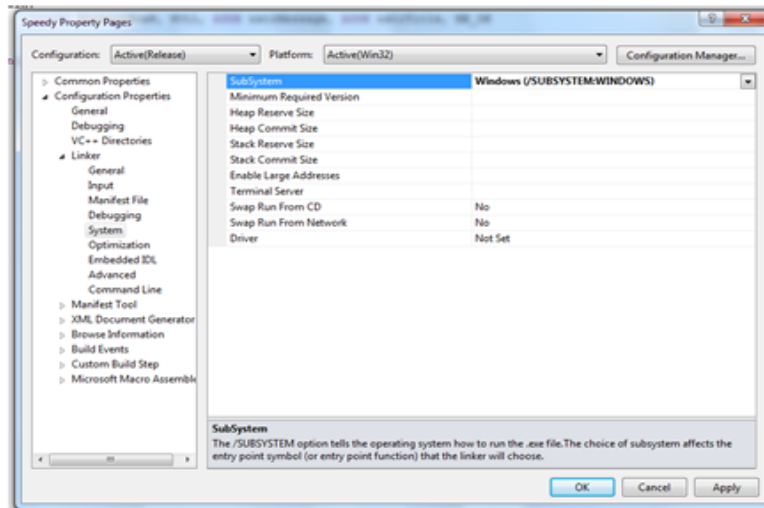 Speedy Property Pages
Configuration: Active(Release) Platform: Active(Win32) Configuration Manager...
Common Properties
Configuration Properties
General
Debugging
VC++ Directories
Linker
General
Input
Manifest File
Debugging
System
Optimization
Embedded IDL
Advanced
Command Line
Manifest Tool
XML Document Generator
Browse Information
Build Events
Custom Build Step
Microsoft Macro Assemble
SubSystem Windows (/SUBSYSTEM:WINDOWS)
Minimum Required Version
Heap Reserve Size
Heap Commit Size
Stack Reserve Size
Stack Commit Size
Enable Large Addresses
Terminal Server
Swap Run From CD No
Swap Run From Network No
Driver Not Set
SubSystem
The /SUBSYSTEM option tells the operating system how to run the .exe file.The choice of subsystem affects the
entry point symbol (or entry point function) that the linker will choose.
OK Cancel Apply